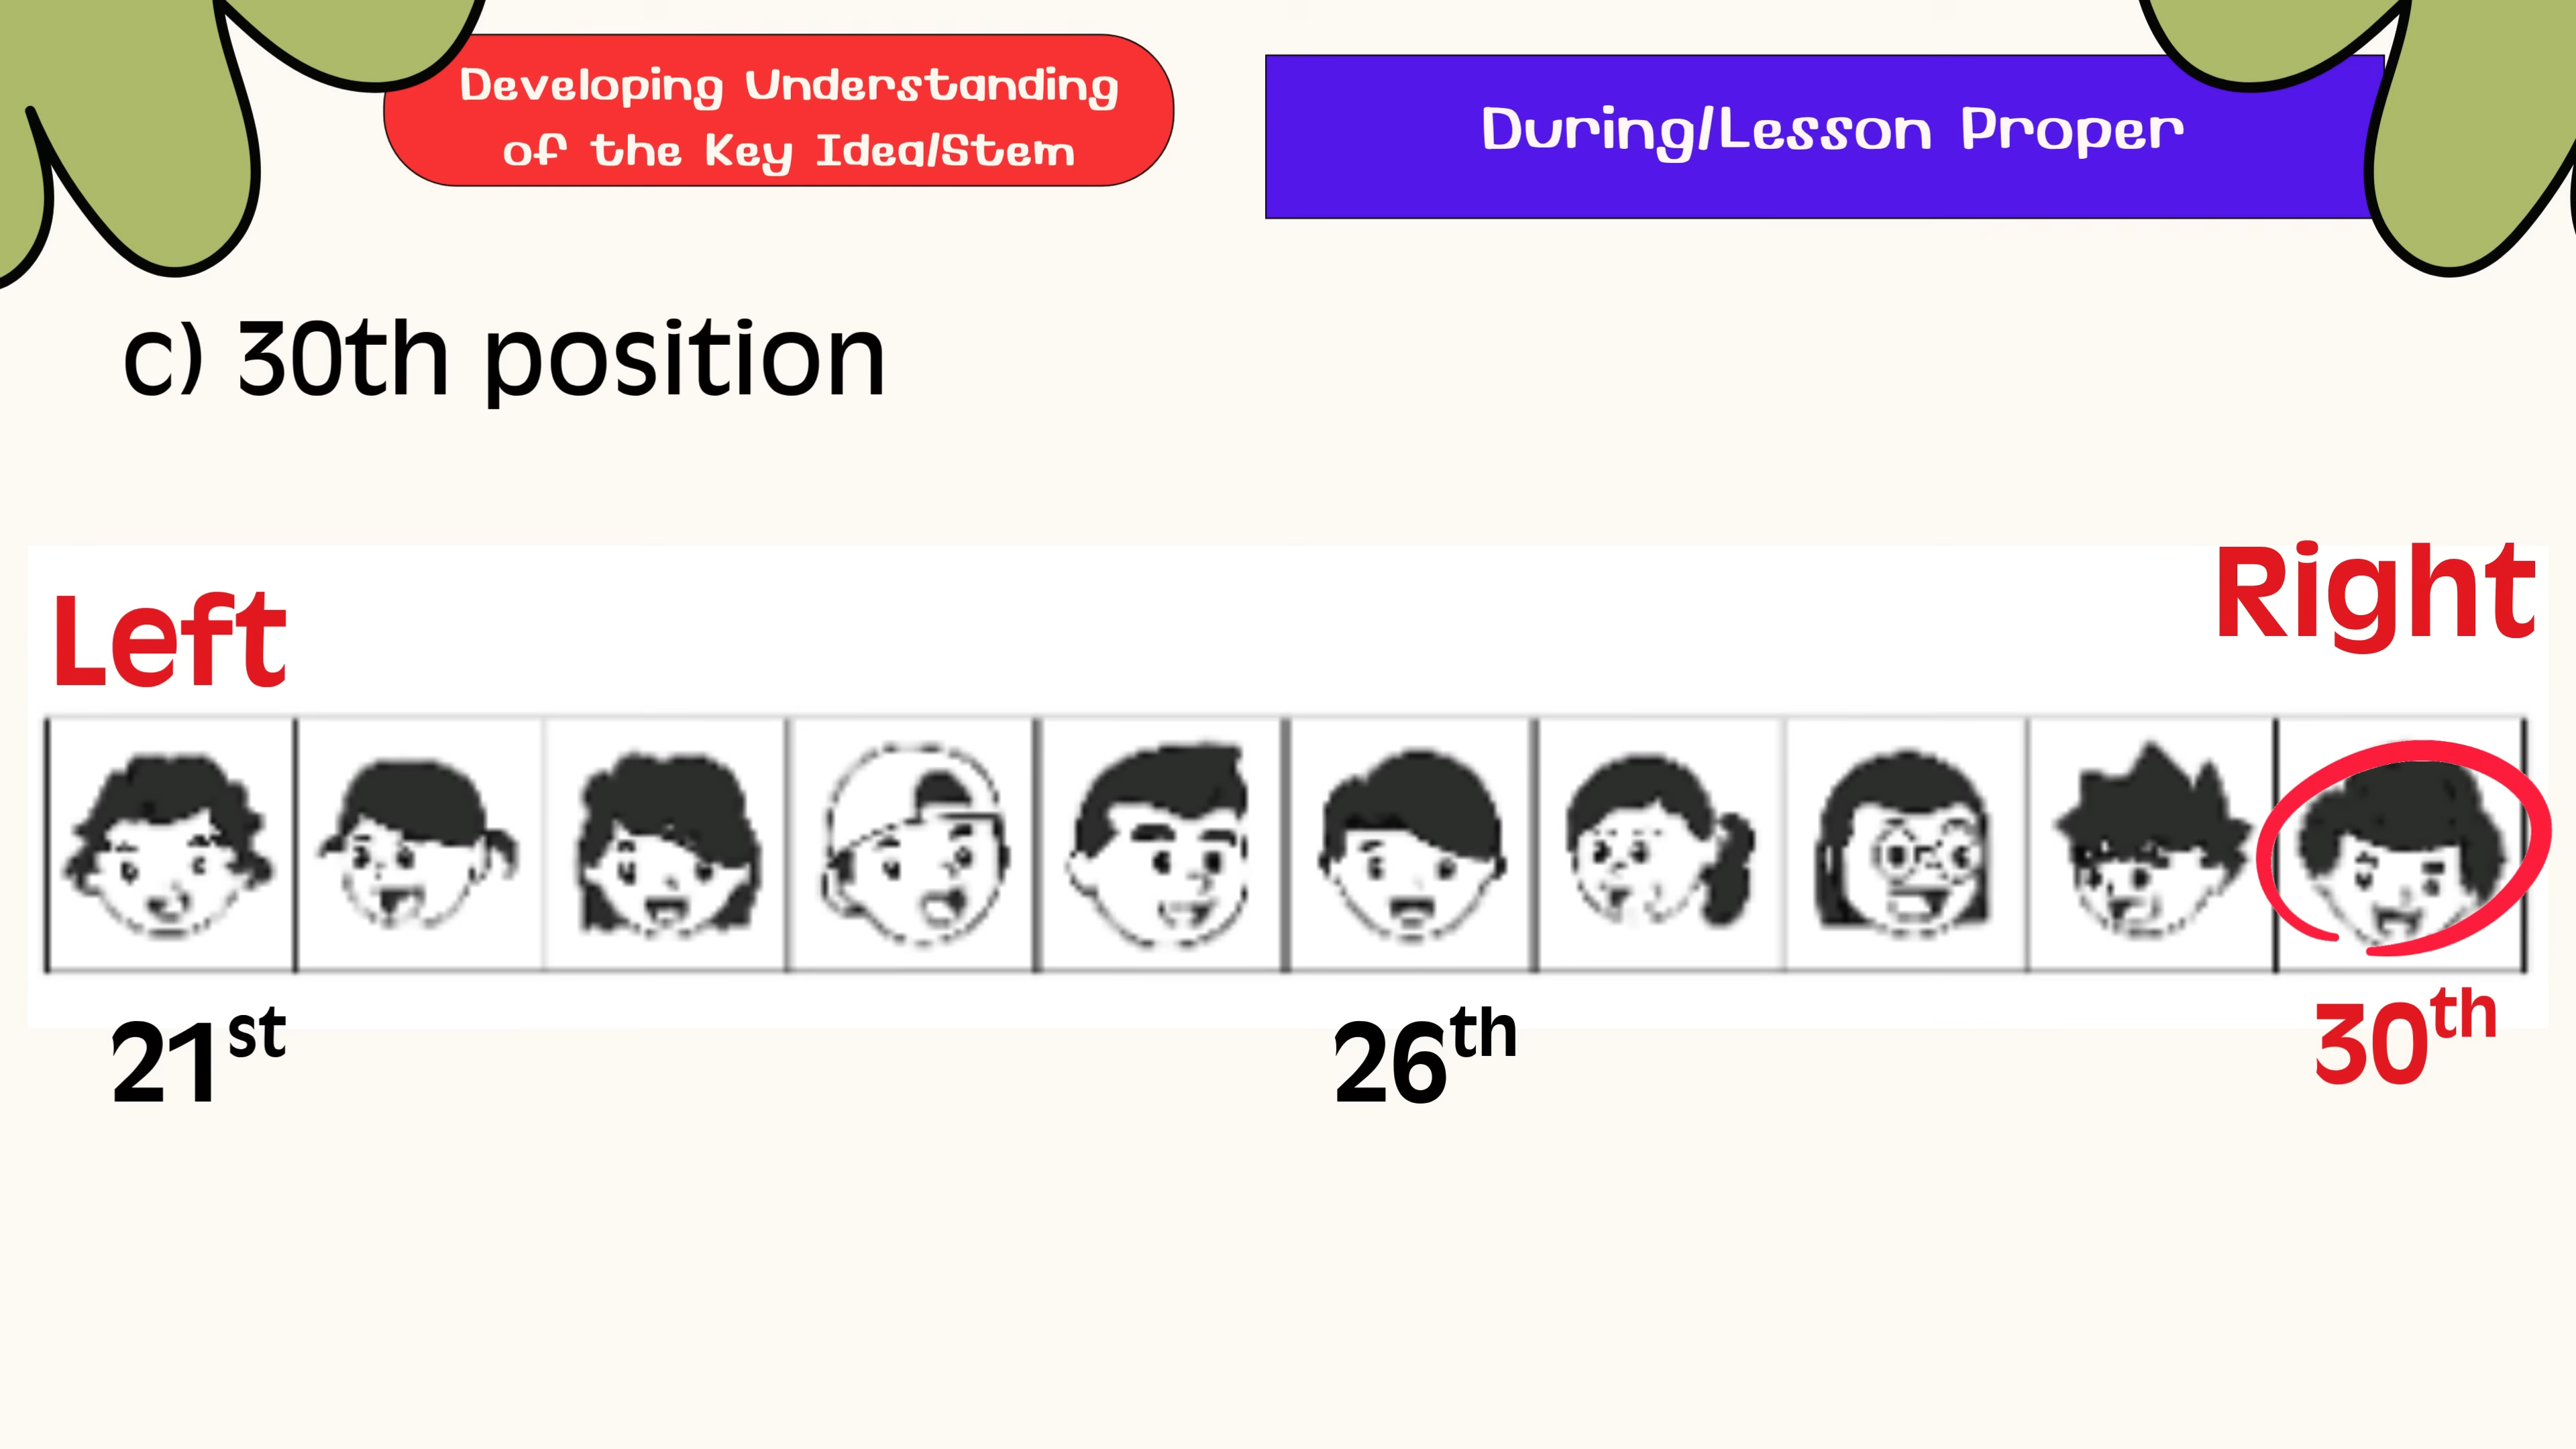 Developing Understanding
of the Key Idea/Stem
During/Lesson Proper
c) 30th position
Left
Right
21st
26th
30th